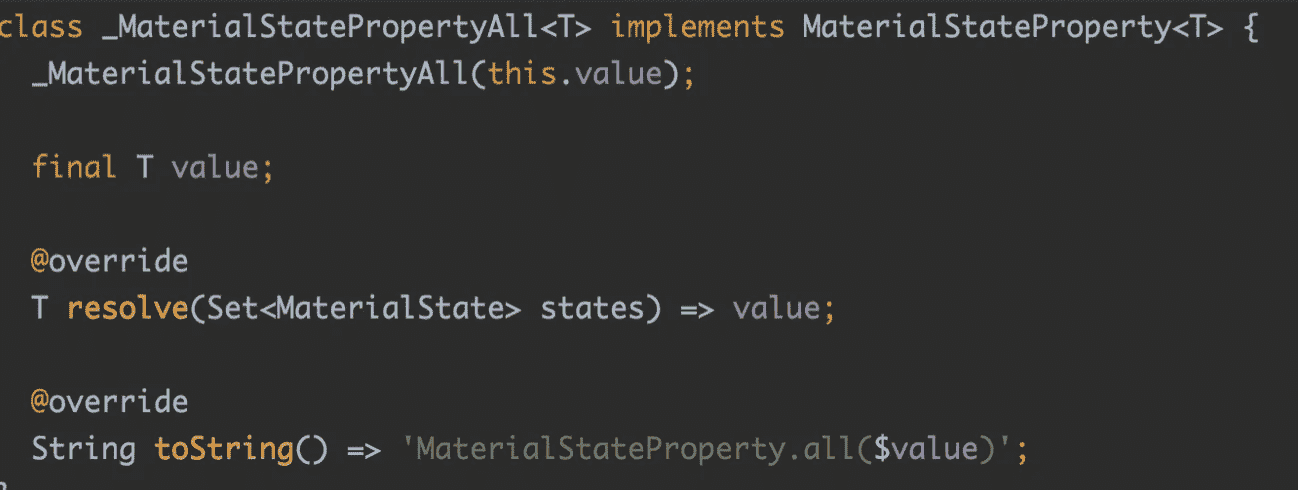 class _MaterialStatePropertyAll<T> implements MaterialStateProperty<T> {
_MaterialStatePropertyAll(this.value);
final T value;
@override
T resolve(Set<MaterialState> states) => value;
@override
String toString() => 'MaterialStateProperty.all($value)';
}